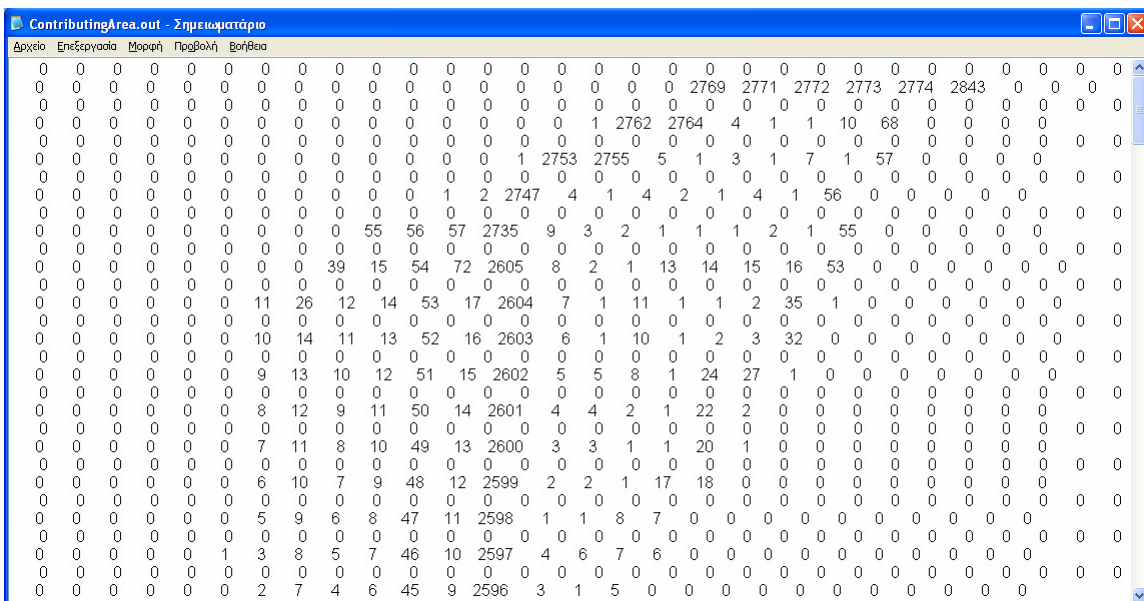 ContributingArea.out - Σημειωματάριο
Αρχείο Επεξεργασία Μορφή Προβολή Βοήθεια
0 0 0 0 0 0 0 0 0 0 0 0 0 0 0 0 0 0 0 0 0 0 0 0 0 0 0 0 0 0
0 0 0 0 0 0 0 0 0 0 0 0 0 0 0 0 0 0 2769 2771 2772 2773 2774 2843 0 0 0
0 0 0 0 0 0 0 0 0 0 0 0 0 0 0 0 0 0 0 0 0 0 0 0 0 0 0 0 0 0
0 0 0 0 0 0 0 0 0 0 0 0 0 0 0 1 2762 2764 4 1 1 10 68 0 0 0 0
0 0 0 0 0 0 0 0 0 0 0 0 0 0 0 0 0 0 0 0 0 0 0 0 0 0 0 0 0 0
0 0 0 0 0 0 0 0 0 0 0 0 0 1 2753 2755 5 1 3 1 7 1 57 0 0 0 0
0 0 0 0 0 0 0 0 0 0 0 0 0 0 0 0 0 0 0 0 0 0 0 0 0 0 0 0 0 0
0 0 0 0 0 0 0 0 0 0 0 1 2 2747 4 1 4 2 1 4 1 56 0 0 0 0 0
0 0 0 0 0 0 0 0 0 0 0 0 0 0 0 0 0 0 0 0 0 0 0 0 0 0 0 0 0 0
0 0 0 0 0 0 0 0 0 55 56 57 2735 9 3 2 1 1 1 2 1 55 0 0 0 0 0
0 0 0 0 0 0 0 0 0 0 0 0 0 0 0 0 0 0 0 0 0 0 0 0 0 0 0 0 0 0
0 0 0 0 0 0 0 0 39 15 54 72 2605 8 2 1 13 14 15 16 53 0 0 0 0 0 0
0 0 0 0 0 0 0 0 0 0 0 0 0 0 0 0 0 0 0 0 0 0 0 0 0 0 0 0 0 0
0 0 0 0 0 0 11 26 12 14 53 17 2604 7 1 11 1 1 2 35 1 0 0 0 0 0 0
0 0 0 0 0 0 0 0 0 0 0 0 0 0 0 0 0 0 0 0 0 0 0 0 0 0 0 0 0 0
0 0 0 0 0 0 10 14 11 13 52 16 2603 6 1 10 1 2 3 32 0 0 0 0 0 0 0
0 0 0 0 0 0 0 0 0 0 0 0 0 0 0 0 0 0 0 0 0 0 0 0 0 0 0 0 0 0
0 0 0 0 0 0 9 13 10 12 51 15 2602 5 5 8 1 24 27 1 0 0 0 0 0 0 0
0 0 0 0 0 0 0 0 0 0 0 0 0 0 0 0 0 0 0 0 0 0 0 0 0 0 0 0 0 0
0 0 0 0 0 0 8 12 9 11 50 14 2601 4 4 2 1 22 2 0 0 0 0 0 0 0 0
0 0 0 0 0 0 0 0 0 0 0 0 0 0 0 0 0 0 0 0 0 0 0 0 0 0 0 0 0 0
0 0 0 0 0 0 7 11 8 10 49 13 2600 3 3 1 1 20 1 0 0 0 0 0 0 0 0
0 0 0 0 0 0 0 0 0 0 0 0 0 0 0 0 0 0 0 0 0 0 0 0 0 0 0 0 0 0
0 0 0 0 0 0 6 10 7 9 48 12 2599 2 2 1 17 18 0 0 0 0 0 0 0 0 0
0 0 0 0 0 0 0 0 0 0 0 0 0 0 0 0 0 0 0 0 0 0 0 0 0 0 0 0 0 0
0 0 0 0 0 0 5 9 6 8 47 11 2598 1 1 8 7 0 0 0 0 0 0 0 0 0 0
0 0 0 0 0 0 0 0 0 0 0 0 0 0 0 0 0 0 0 0 0 0 0 0 0 0 0 0 0 0
0 0 0 0 0 1 3 8 5 7 46 10 2597 4 6 7 6 0 0 0 0 0 0 0 0 0 0
0 0 0 0 0 0 0 0 0 0 0 0 0 0 0 0 0 0 0 0 0 0 0 0 0 0 0 0 0 0
0 0 0 0 0 0 2 7 4 6 45 9 2596 3 1 5 0 0 0 0 0 0 0 0 0 0 0